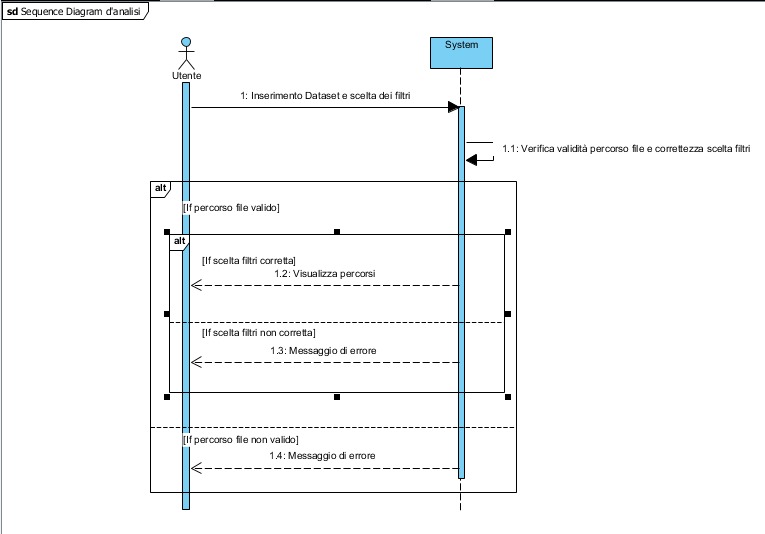 sd Sequence Diagram d'analisi
Utente
System
1: Inserimento Dataset e scelta dei filtri
1.1: Verifica validità percorso file e correttezza scelta filtri
alt
[If percorso file valido]
alt
[If scelta filtri corretta]
1.2: Visualizza percorsi
[If scelta filtri non corretta]
1.3: Messaggio di errore
[If percorso file non valido]
1.4: Messaggio di errore